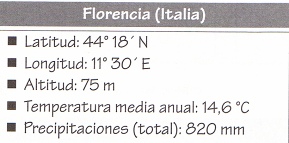 Florencia (Italia)
■ Latitud: 44° 18´ N
■ Longitud: 11° 30´ E
■ Altitud: 75 m
■ Temperatura media anual: 14,6 °C
■ Precipitaciones (total): 820 mm